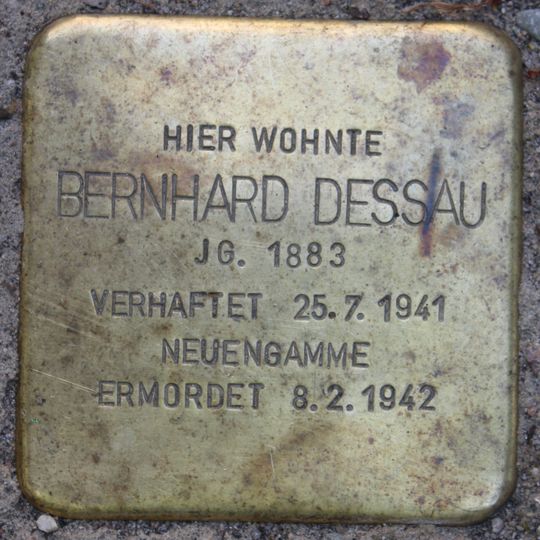 HIER WOHNTE
BERNHARD DESSAU
JG. 1883
VERHAFTET 25.7.1941
NEUENGAMME
ERMORDET 8.2.1942